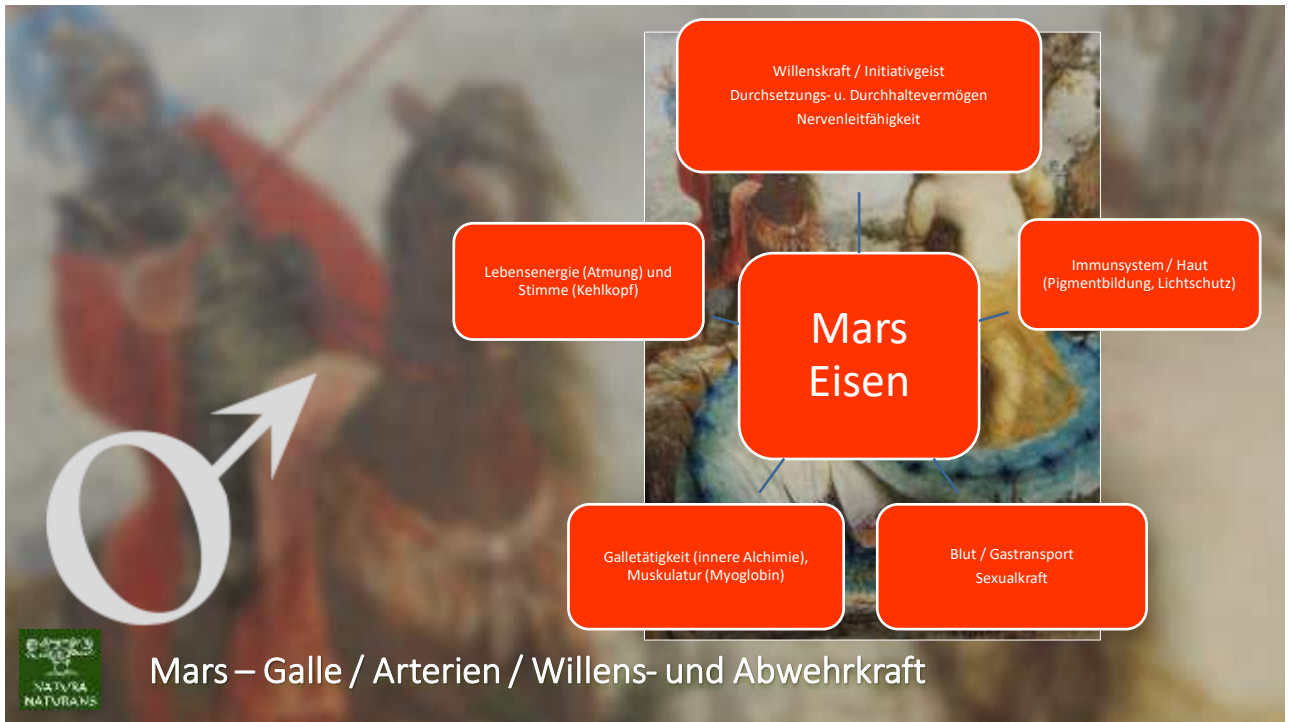 Willenskraft / Initiativgeist
Durchsetzungs- u. Durchhaltevermögen
Nervenleitfähigkeit
Lebensenergie (Atmung) und
Stimme (Kehlkopf)
Immunsystem / Haut
(Pigmentbildung, Lichtschutz)
Mars
Eisen
Galletätigkeit (innere Alchimie),
Muskulatur (Myoglobin)
Blut / Gastransport
Sexualkraft
NATVRA
NATURANS
Mars – Galle / Arterien / Willens- und Abwehrkraft